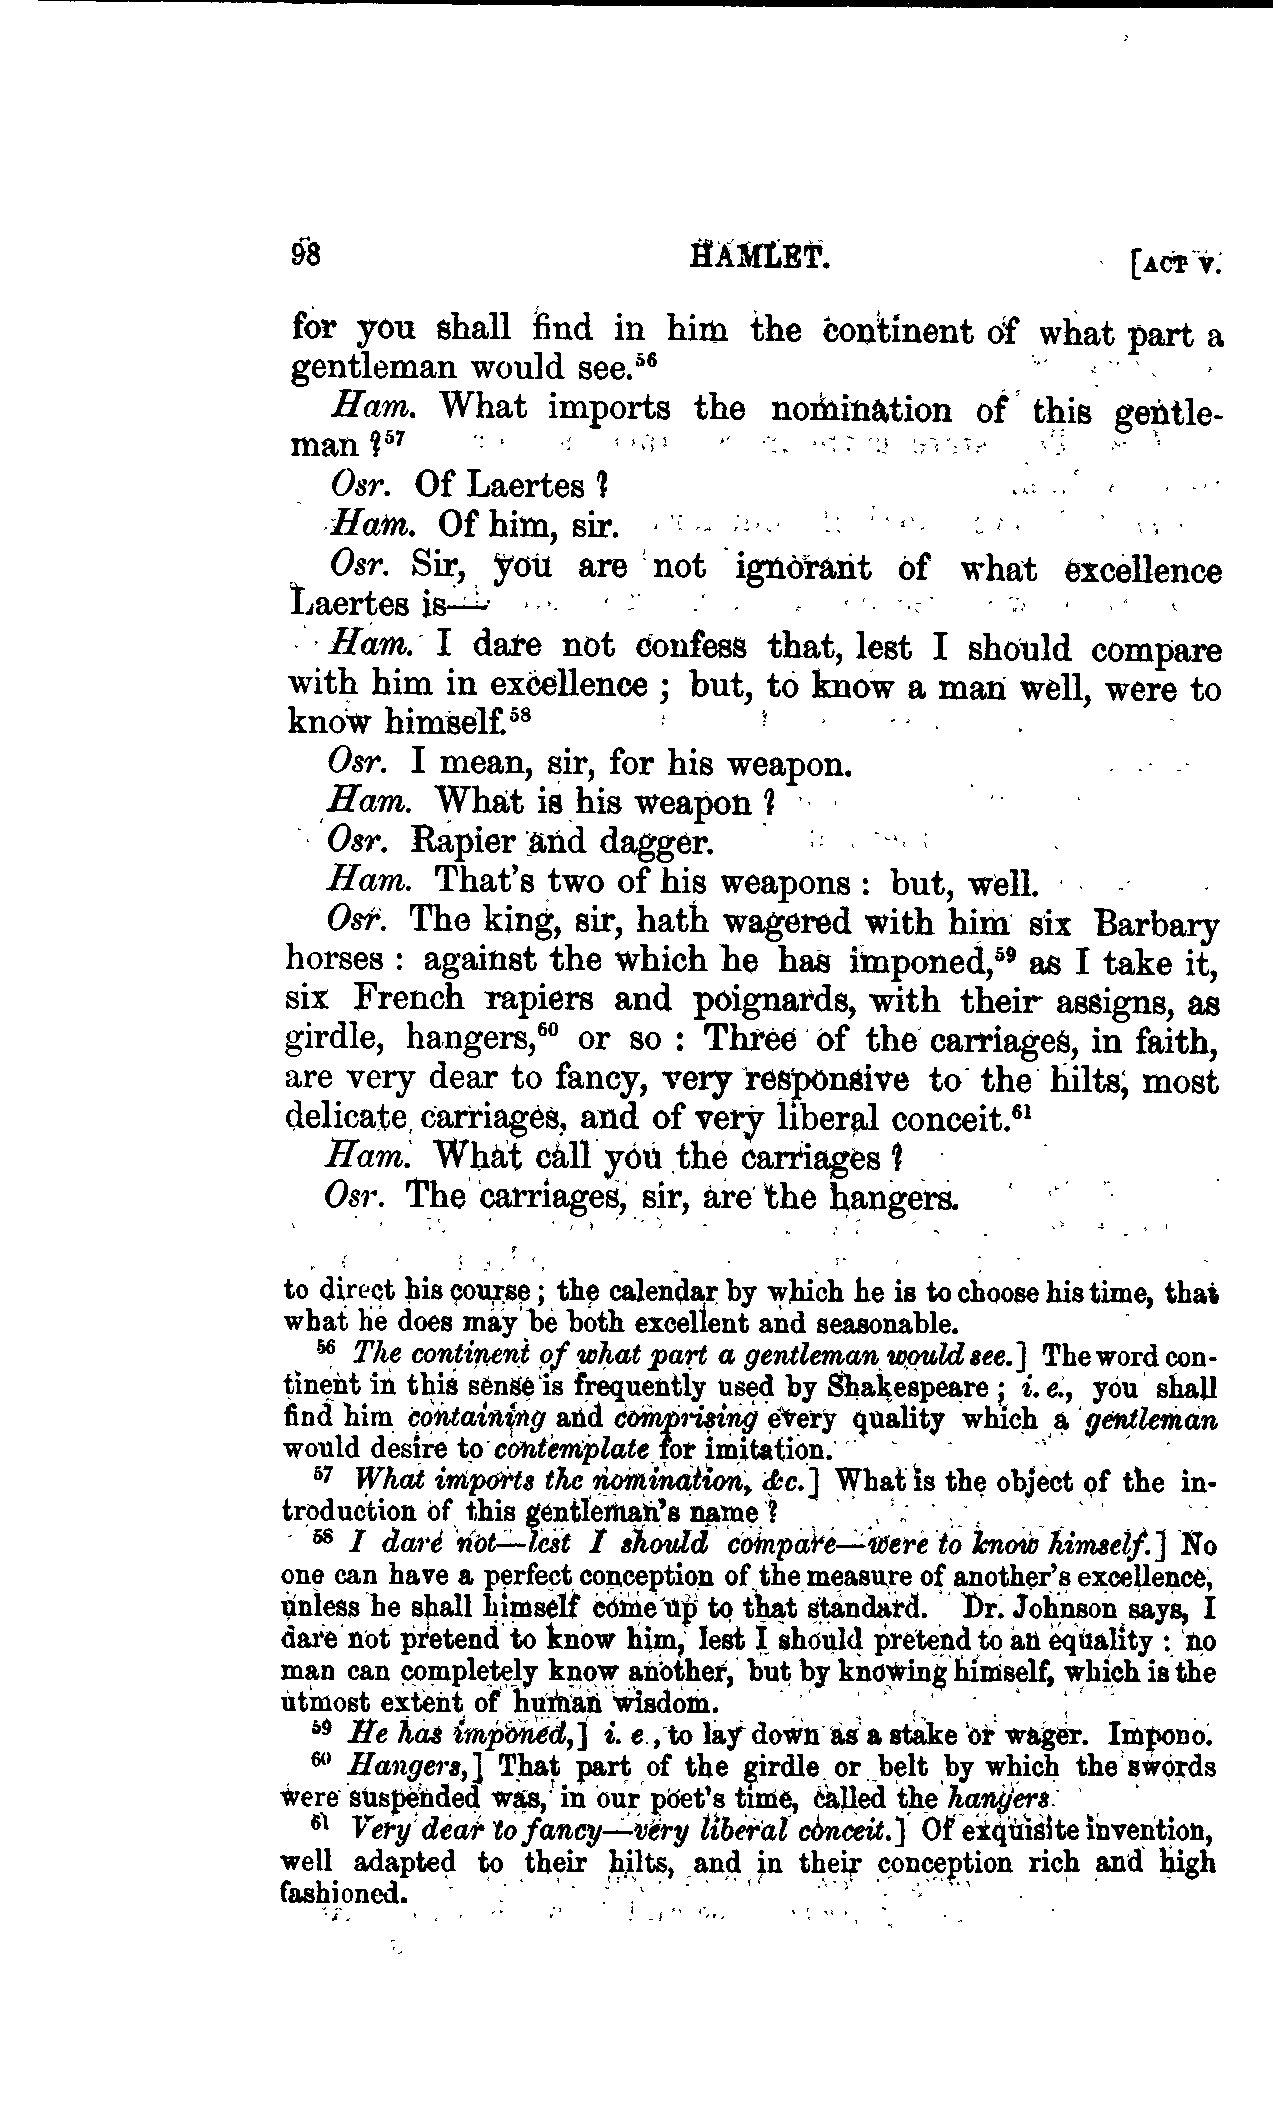 98 HAMLET. [ACT V.
for you shall find in him the continent of what part a
gentleman would see.⁵⁶
Ham. What imports the nomination of this gentle-
man ?⁵⁷
Osr. Of Laertes ?
Ham. Of him, sir.
Osr. Sir, you are not ignorant of what excellence
Laertes is—
Ham. I dare not confess that, lest I should compare
with him in excellence ; but, to know a man well, were to
know himself.⁵⁸
Osr. I mean, sir, for his weapon.
Ham. What is his weapon ?
Osr. Rapier and dagger.
Ham. That's two of his weapons : but, well.
Osr. The king, sir, hath wagered with him six Barbary
horses : against the which he has imponed,⁵⁹ as I take it,
six French rapiers and poignards, with their assigns, as
girdle, hangers,⁶⁰ or so : Three of the carriages, in faith,
are very dear to fancy, very responsive to the hilts, most
delicate carriages, and of very liberal conceit.⁶¹
Ham. What call you the carriages ?
Osr. The carriages, sir, are the hangers.
to direct his course ; the calendar by which he is to choose his time, that
what he does may be both excellent and seasonable.
⁵⁶ The continent of what part a gentleman would see.] The word con-
tinent in this sense is frequently used by Shakespeare ; i. e., you shall
find him containing and comprising every quality which a gentleman
would desire to contemplate for imitation.
⁵⁷ What imports the nomination, &c.] What is the object of the in-
troduction of this gentleman's name ?
⁵⁸ I dare not—lest I should compare—were to know himself.] No
one can have a perfect conception of the measure of another's excellence,
unless he shall himself come up to that standard. Dr. Johnson says, I
dare not pretend to know him, lest I should pretend to an equality : no
man can completely know another, but by knowing himself, which is the
utmost extent of human wisdom.
⁵⁹ He has imponed,] i. e., to lay down as a stake or wager. Impono.
⁶⁰ Hangers,] That part of the girdle or belt by which the swords
were suspended was, in our poet's time, called the hangers.
⁶¹ Very dear to fancy—very liberal conceit.] Of exquisite invention,
well adapted to their hilts, and in their conception rich and high
fashioned.